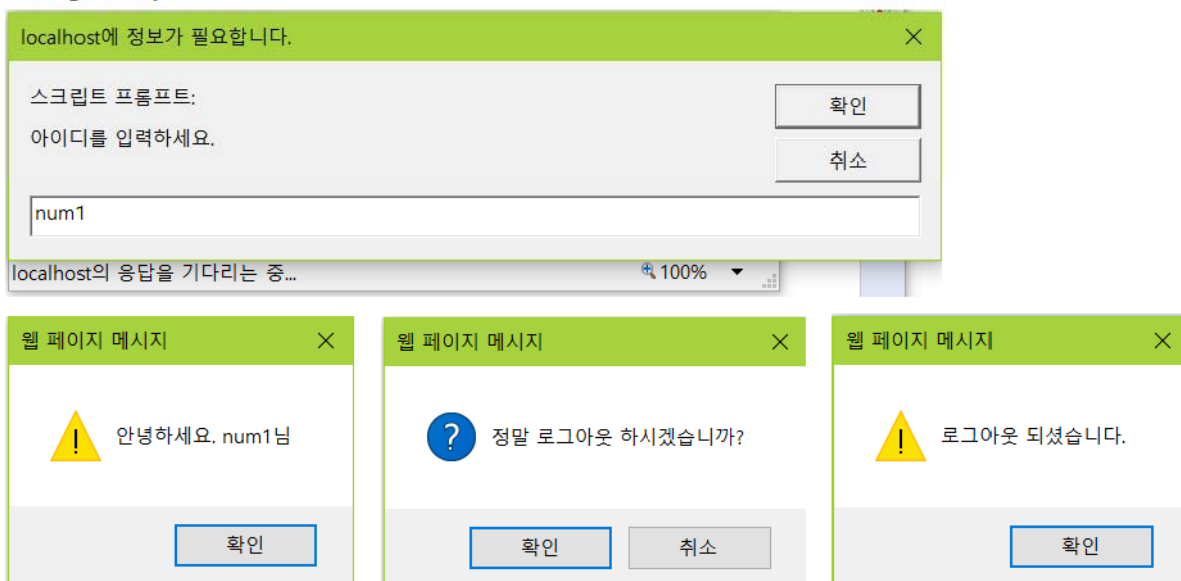 localhost에 정보가 필요합니다.
스크립트 프롬프트:
확인
아이디를 입력하세요.
취소
num1
localhost의 응답을 기다리는 중...
100%
웹 페이지 메시지
안녕하세요. num1님
확인
웹 페이지 메시지
정말 로그아웃 하시겠습니까?
확인
취소
웹 페이지 메시지
로그아웃 되셨습니다.
확인